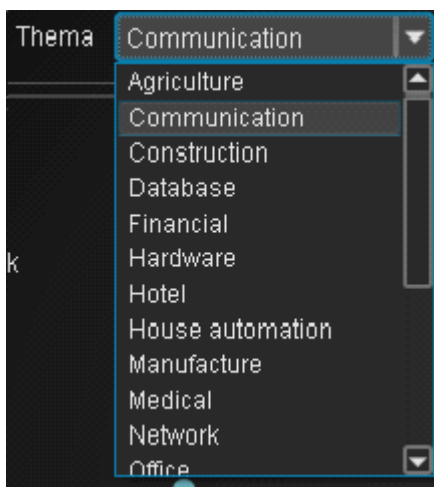 Thema Communication
Agriculture
Communication
Construction
Database
Financial
k Hardware
Hotel
House automation
Manufacture
Medical
Network
Office